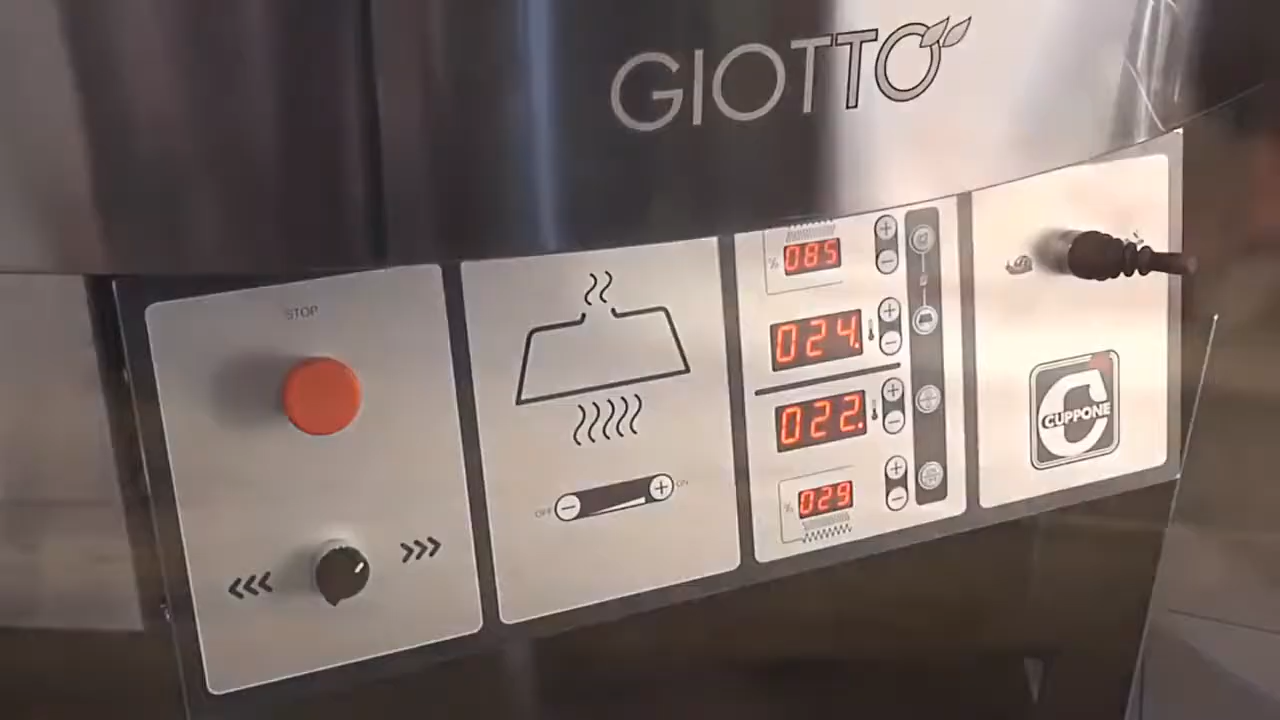 GIOTTO
STOP
OFF
ON
% 085
024.
022.
% 029
CUPPONE